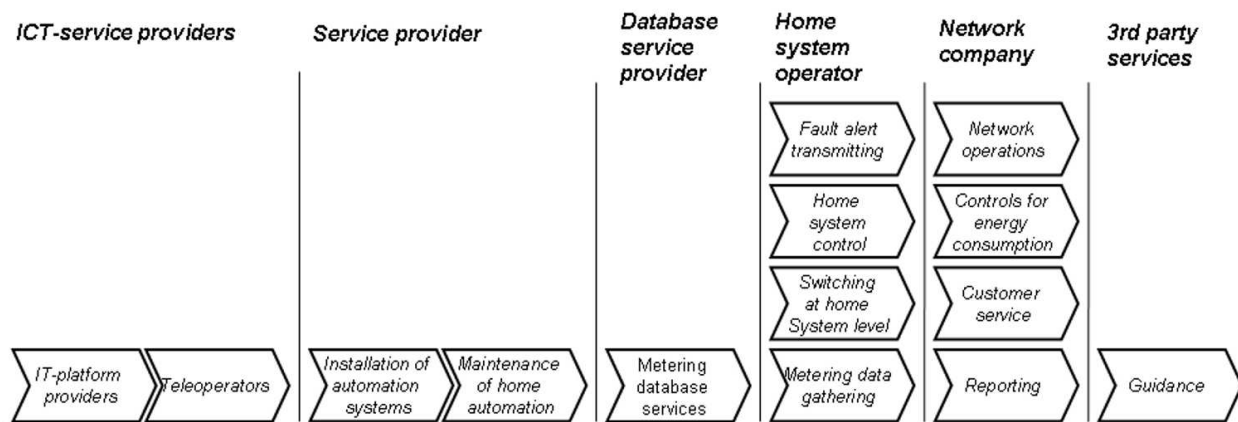 ICT-service providers
Service provider
Database
service
provider
Home
system
operator
Network
company
3rd party
services
Fault alert
transmitting
Network
operations
Home
system
control
Controls for
energy
consumption
Switching
at home
System level
Customer
service
IT-platform
providers
Teleoperators
Installation of
automation
systems
Maintenance
of home
automation
Metering
database
services
Metering data
gathering
Reporting
Guidance